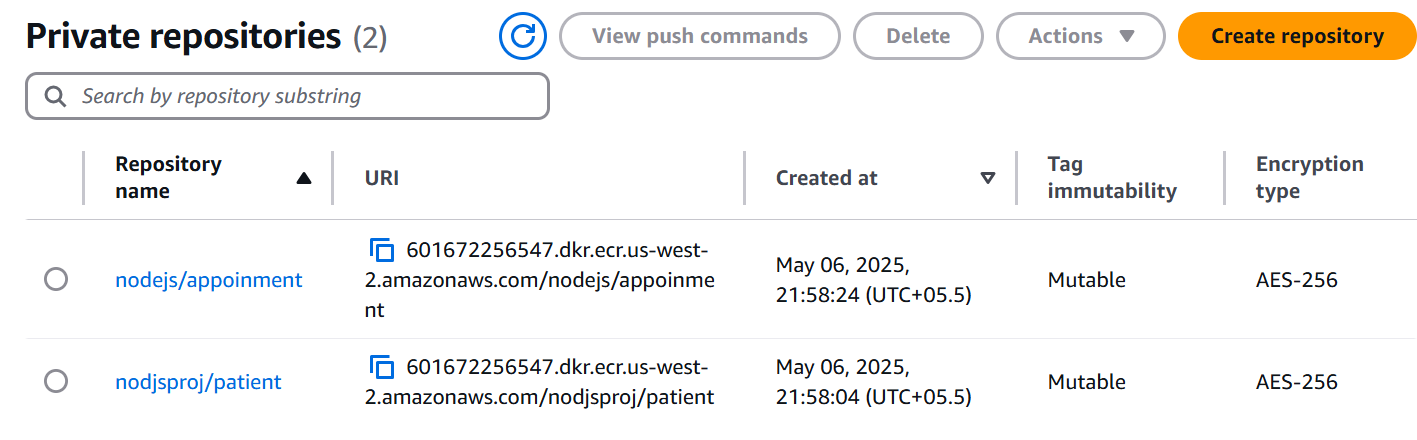 Private repositories (2)
View push commands
Delete
Actions
Create repository
Search by repository substring
Repository name
URI
Created at
Tag immutability
Encryption type
nodejs/appoinment
601672256547.dkr.ecr.us-west-
2.amazonaws.com/nodejs/appoinme
nt
May 06, 2025,
21:58:24 (UTC+05.5)
Mutable
AES-256
nodjsproj/patient
601672256547.dkr.ecr.us-west-
2.amazonaws.com/nodjsproj/patient
May 06, 2025,
21:58:04 (UTC+05.5)
Mutable
AES-256